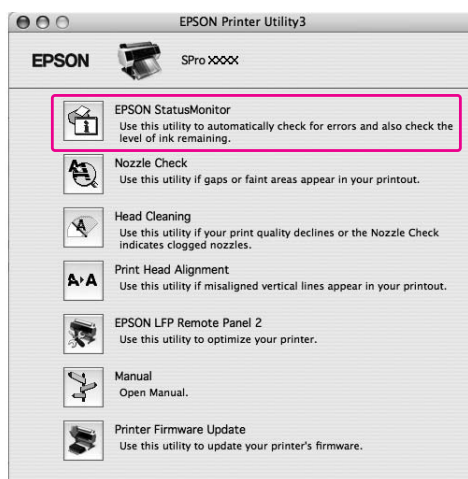 EPSON Printer Utility3
EPSON
SPro XXXX
EPSON StatusMonitor
Use this utility to automatically check for errors and also check the
level of ink remaining.
Nozzle Check
Use this utility if gaps or faint areas appear in your printout.
Head Cleaning
Use this utility if your print quality declines or the Nozzle Check
indicates clogged nozzles.
Print Head Alignment
Use this utility if misaligned vertical lines appear in your printout.
EPSON LFP Remote Panel 2
Use this utility to optimize your printer.
Manual
Open Manual.
Printer Firmware Update
Use this utility to update your printer's firmware.